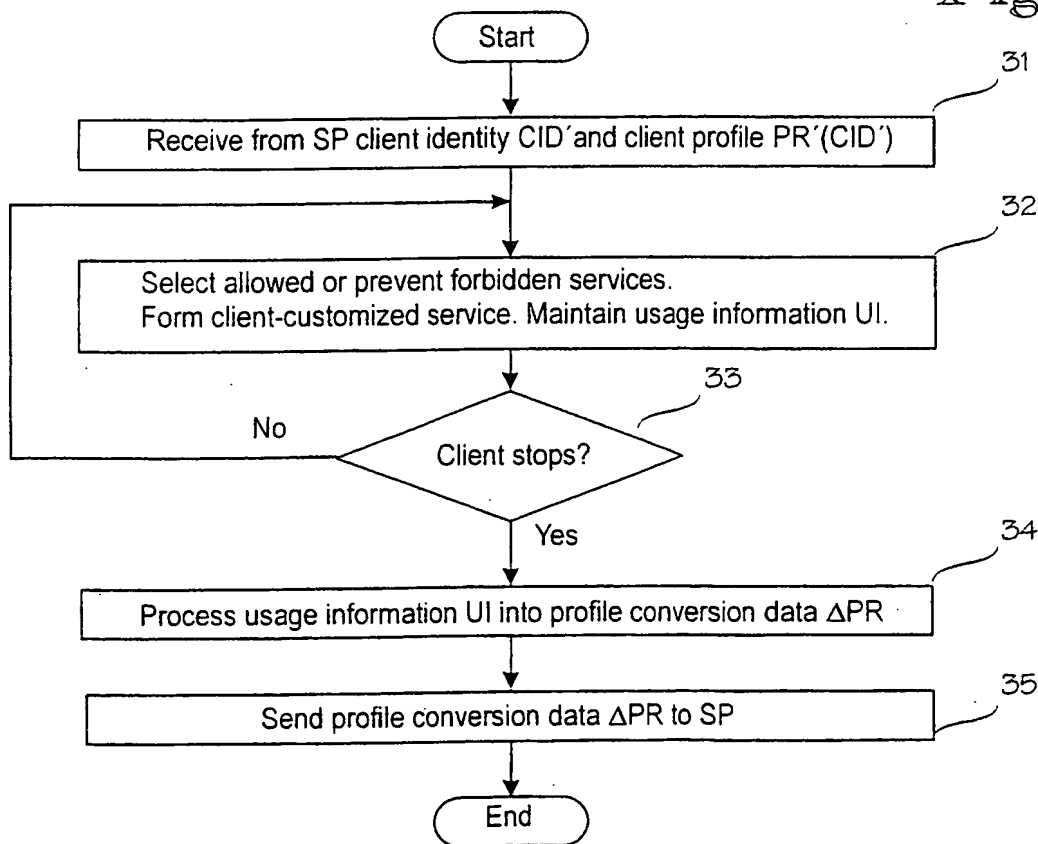 Start
31
Receive from SP client identity CID´ and client profile PR´(CID´)
32
Select allowed or prevent forbidden services.
Form client-customized service. Maintain usage information UI.
33
No
Client stops?
Yes
34
Process usage information UI into profile conversion data ΔPR
35
Send profile conversion data ΔPR to SP
End